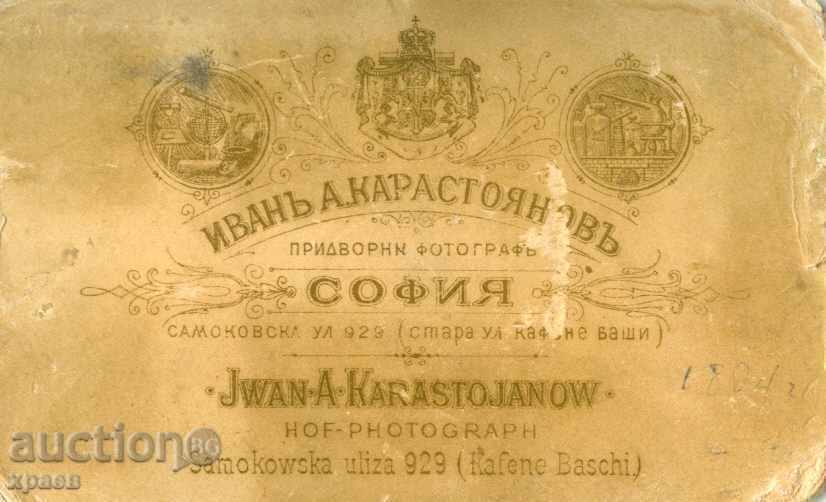 ИВАНЪ А. КАРАСТОЯНОВЪ
ПРИДВОРНИ ФОТОГРАФЪ
СОФИЯ
САМОКОВСКА УЛ 929 (СТАРА УЛ КАФЕНЕ БАШИ)
JWAN·A·KARASTOJANOW·
HOF-PHOTOGRAPH
Samokowska uliza 929 (Kafene Baschi.)
auction BG
храев